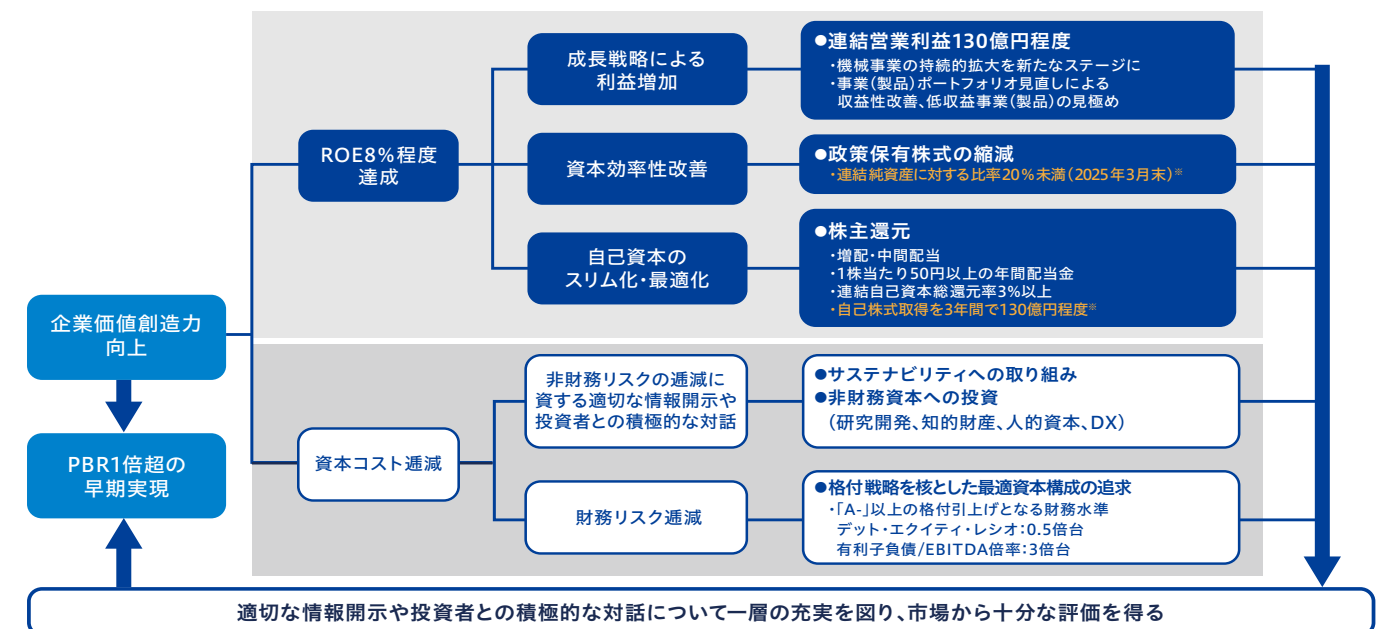 企業価値創造力
向上
PBR1倍超の
早期実現
ROE8%程度
達成
成長戦略による
利益増加
●連結営業利益130億円程度
・機械事業の持続的拡大を新たなステージに
・事業(製品)ポートフォリオ見直しによる
収益性改善、低収益事業(製品)の見極め
資本効率性改善
●政策保有株式の縮減
・連結純資産に対する比率20%未満(2025年3月末)※
自己資本の
スリム化・最適化
●株主還元
・増配・中間配当
・1株当たり50円以上の年間配当金
・連結自己資本総還元率3%以上
・自己株式取得を3年間で130億円程度※
資本コスト逓減
非財務リスクの逓減に
資する適切な情報開示や
投資者との積極的な対話
●サステナビリティへの取り組み
●非財務資本への投資
(研究開発、知的財産、人的資本、DX)
財務リスク逓減
●格付戦略を核とした最適資本構成の追求
・「A-」以上の格付引上げとなる財務水準
デット・エクイティ・レシオ:0.5倍台
有利子負債/EBITDA倍率:3倍台
適切な情報開示や投資者との積極的な対話について一層の充実を図り、市場から十分な評価を得る